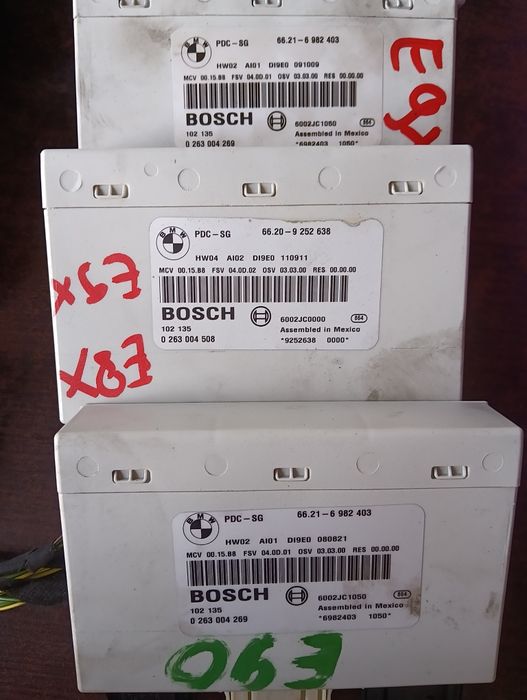 BMW
PDC-SG 66.21-6 982 403
HW02 AI01 DI9E0 091009
MCV 00.15.88 FSV 04.0D.01 OSV 03.03.00 RES 00.00.00
BOSCH 6002JC1050 864
102 135 Assembled in Mexico
0 263 004 269 *6982403 1050*
E9X
BMW
PDC-SG 66.20-9 252 638
HW04 AI02 DI9E0 110911
MCV 00.15.88 FSV 04.0D.02 OSV 03.03.00 RES 00.00.00
BOSCH 6002JC0000 864
102 135 Assembled in Mexico
0 263 004 508 *9252638 0000*
E9X
E8X
BMW
PDC-SG 66.21-6 982 403
HW02 AI01 DI9E0 080821
MCV 00.15.88 FSV 04.0D.01 OSV 03.03.00 RES 00.00.00
BOSCH 6002JC1050 864
102 135 Assembled in Mexico
0 263 004 269 *6982403 1050*
E90